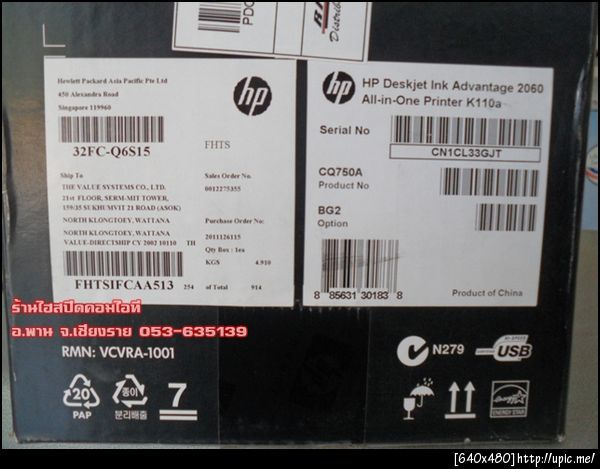 PDC
Distrib
Hewlett Packard Asia Pacific Pte Ltd
450 Alexandra Road
Singapore 119960
hp
32FC-Q6S15
FHTS
Ship To
THE VALUE SYSTEMS CO., LTD.
21st FLOOR, SERM-MIT TOWER,
159/35 SUKHUMVIT 21 ROAD (ASOK)
NORTH KLONGTOEY, WATTANA
NORTH KLONGTOEY, WATTANA
VALUE-DIRECTSHIP CY 2002 10110 TH
Sales Order No.
0012275355
Purchase Order No.
2011126115
Qty Box : 1ea
KGS 4.910
FHTSIFCAA513 254 of Total 914
hp
HP Deskjet Ink Advantage 2060
All-in-One Printer K110a
Serial No
CN1CL33GJT
CQ750A
Product No
BG2
Option
8 85631 30183 8
Product of China
ร้านไฮสปีดคอมไอที
อ.พาน จ.เชียงราย 053-635139
RMN: VCVRA-1001
N279
HI-SPEED
CERTIFIED
USB
20
PAP
종이
분리배출
7
ENERGY STAR
[640x480]http://upic.me/